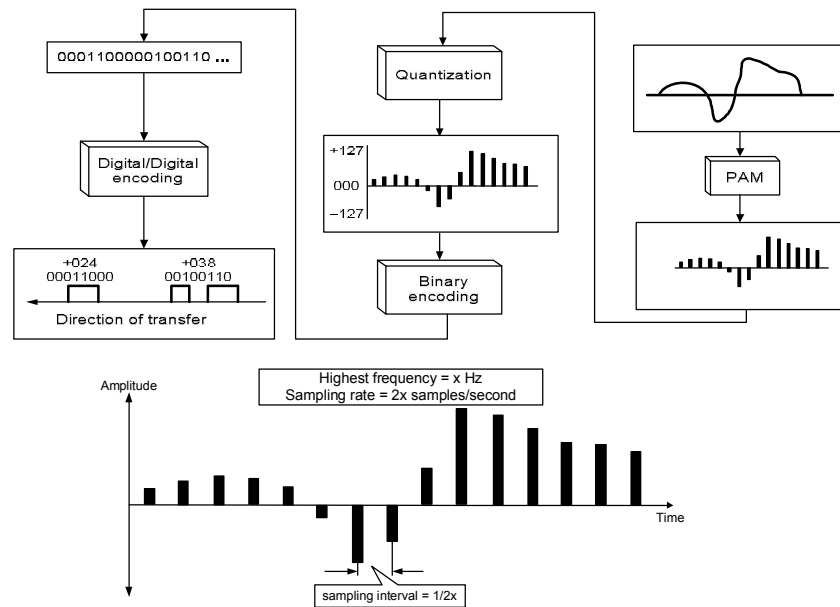 0001100000100110 ...
Digital/Digital
encoding
+024
00011000
+038
00100110
Direction of transfer
Quantization
+127
000
−127
Binary
encoding
PAM
Highest frequency = x Hz
Sampling rate = 2x samples/second
Amplitude
Time
sampling interval = 1/2x